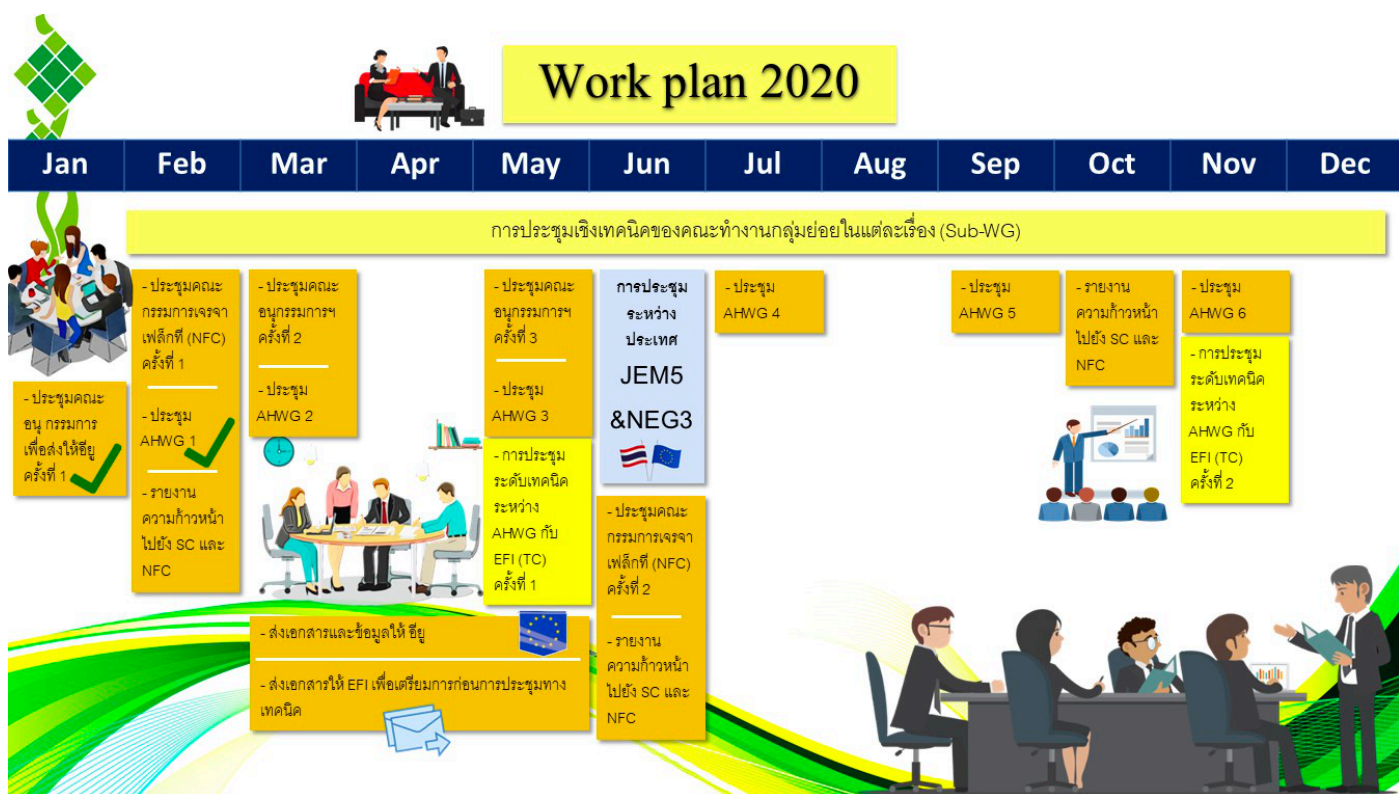 Work plan 2020
Jan Feb Mar Apr May Jun Jul Aug Sep Oct Nov Dec
การประชุมเชิงเทคนิคของคณะทำงานกลุ่มย่อยในแต่ละเรื่อง (Sub-WG)
- ประชุมคณะ
อนุ กรรมการ
เพื่อส่งให้อียู
ครั้งที่ 1
- ประชุมคณะ
กรรมการเจรจา
เฟล็กที (NFC)
ครั้งที่ 1
- ประชุม
AHWG 1
- รายงาน
ความก้าวหน้า
ไปยัง SC และ
NFC
- ประชุมคณะ
อนุกรรมการฯ
ครั้งที่ 2
- ประชุม
AHWG 2
- ส่งเอกสารและข้อมูลให้ อียู
- ส่งเอกสารให้ EFI เพื่อเตรียมการก่อนการประชุมทาง
เทคนิค
- ประชุมคณะ
อนุกรรมการฯ
ครั้งที่ 3
- ประชุม
AHWG 3
- การประชุม
ระดับเทคนิค
ระหว่าง
AHWG กับ
EFI (TC)
ครั้งที่ 1
การประชุม
ระหว่าง
ประเทศ
JEM5
&NEG3
- ประชุมคณะ
กรรมการเจรจา
เฟล็กที (NFC)
ครั้งที่ 2
- รายงาน
ความก้าวหน้า
ไปยัง SC และ
NFC
- ประชุม
AHWG 4
- ประชุม
AHWG 5
- รายงาน
ความก้าวหน้า
ไปยัง SC และ
NFC
- ประชุม
AHWG 6
- การประชุม
ระดับเทคนิค
ระหว่าง
AHWG กับ
EFI (TC)
ครั้งที่ 2